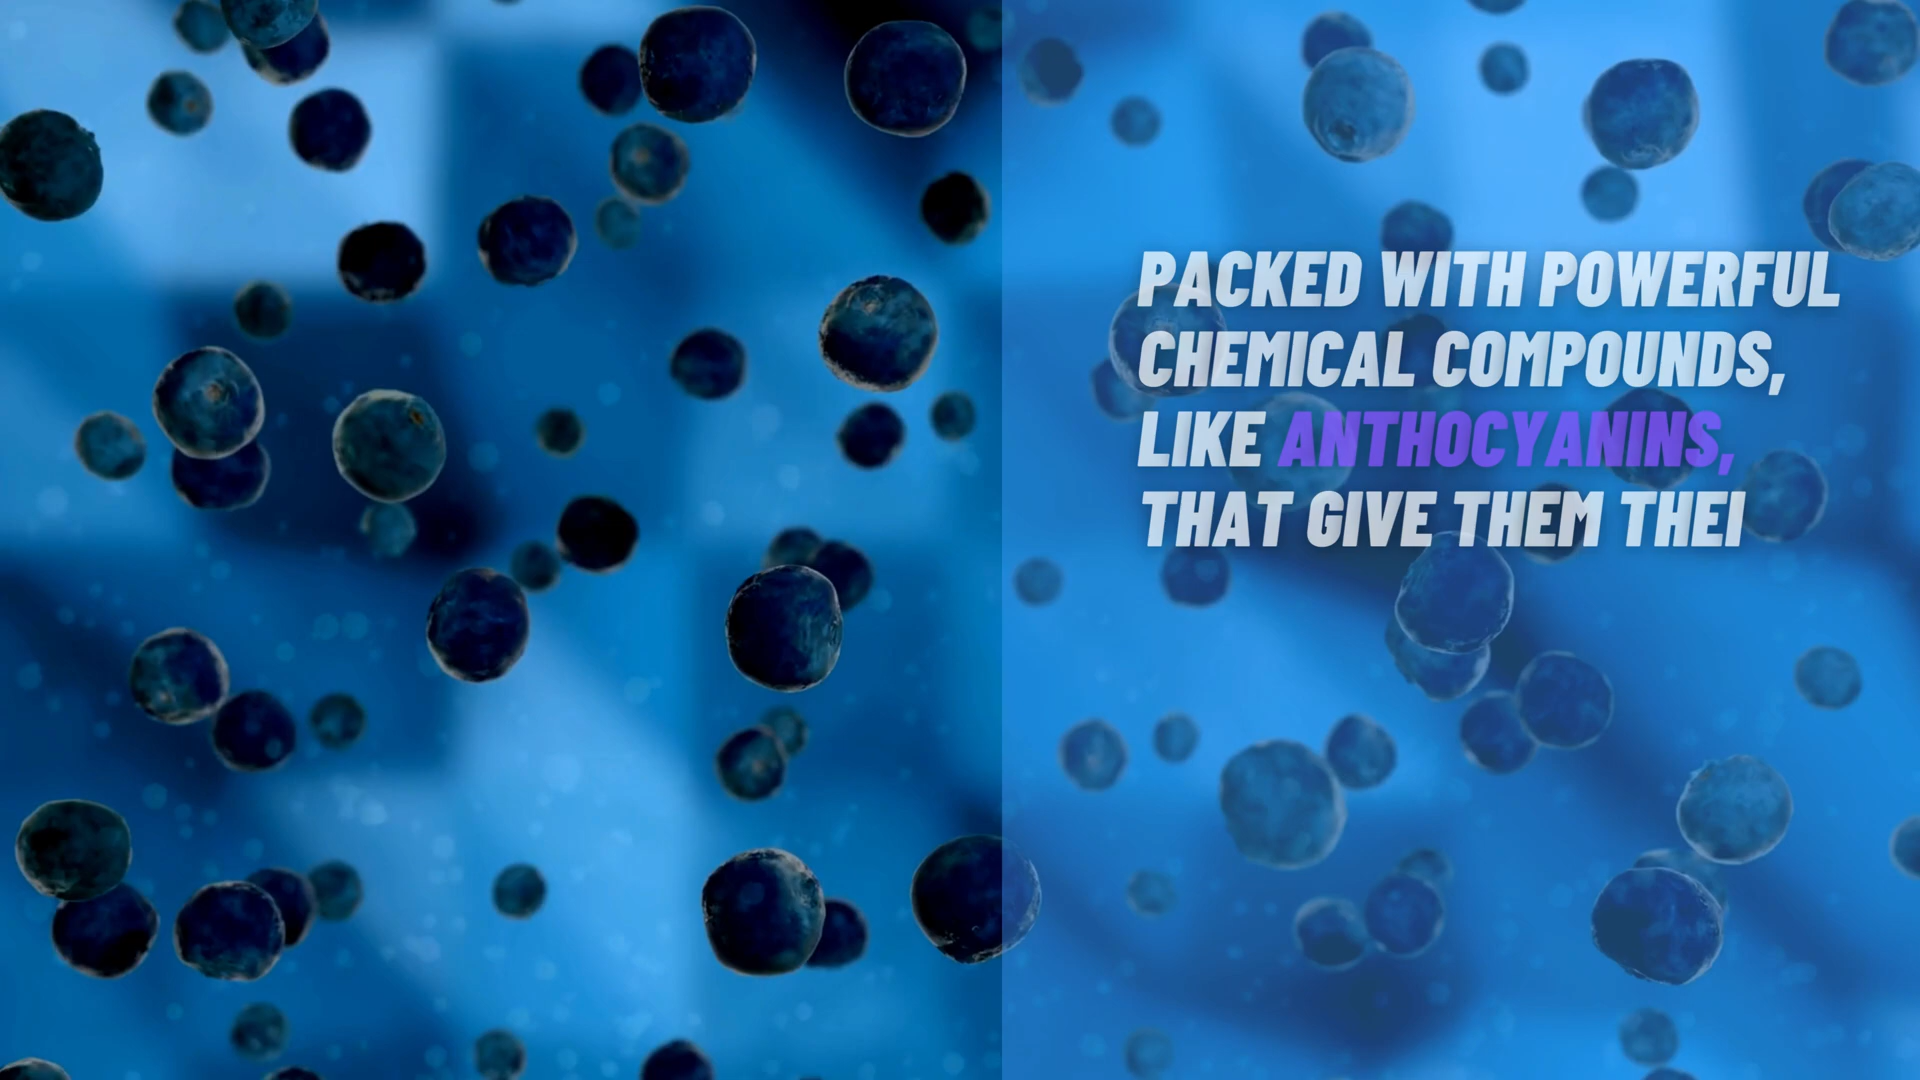 PACKED WITH POWERFUL
CHEMICAL COMPOUNDS,
LIKE ANTHOCYANINS,
THAT GIVE THEM THEI